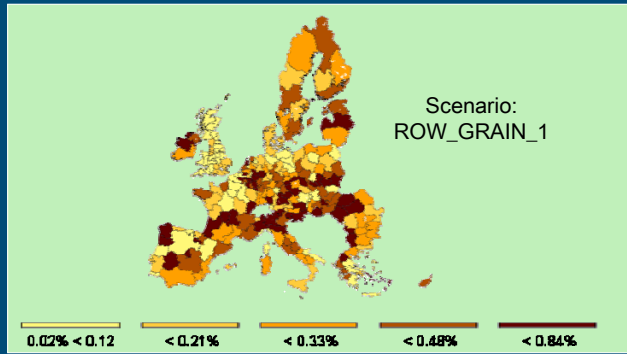 Scenario:
ROW_GRAIN_1
0.02% < 0.12 < 0.21% < 0.33% < 0.48% < 0.84%